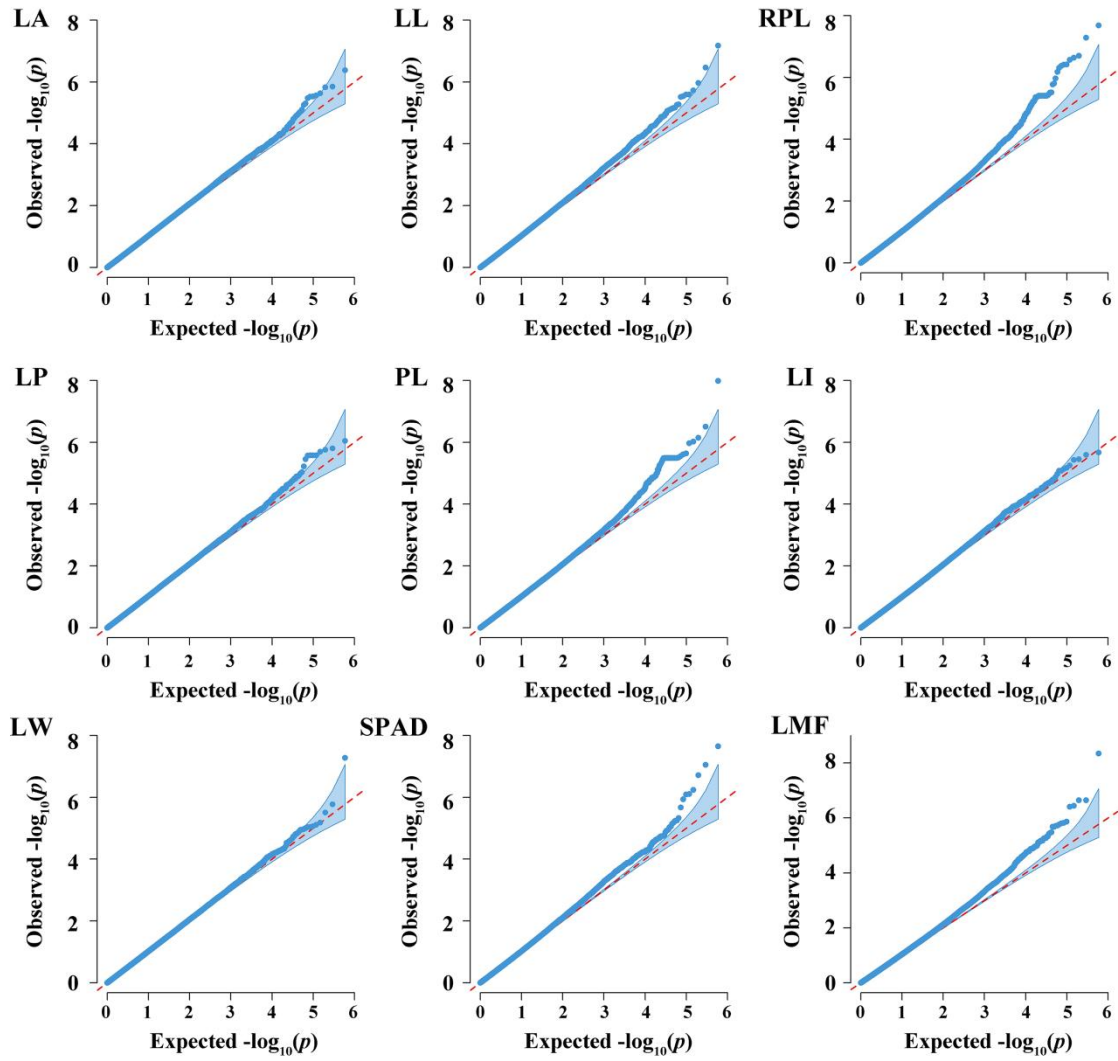 LA LL RPL
8 8 8
6 6 6
4 4 4
2 2 2
0 0 0
Observed -log10(p) Observed -log10(p) Observed -log10(p)
0 1 2 3 4 5 6 0 1 2 3 4 5 6 0 1 2 3 4 5 6
Expected -log10(p) Expected -log10(p) Expected -log10(p)
LP PL LI
8 8 8
6 6 6
4 4 4
2 2 2
0 0 0
Observed -log10(p) Observed -log10(p) Observed -log10(p)
0 1 2 3 4 5 6 0 1 2 3 4 5 6 0 1 2 3 4 5 6
Expected -log10(p) Expected -log10(p) Expected -log10(p)
LW SPAD LMF
8 8 8
6 6 6
4 4 4
2 2 2
0 0 0
Observed -log10(p) Observed -log10(p) Observed -log10(p)
0 1 2 3 4 5 6 0 1 2 3 4 5 6 0 1 2 3 4 5 6
Expected -log10(p) Expected -log10(p) Expected -log10(p)